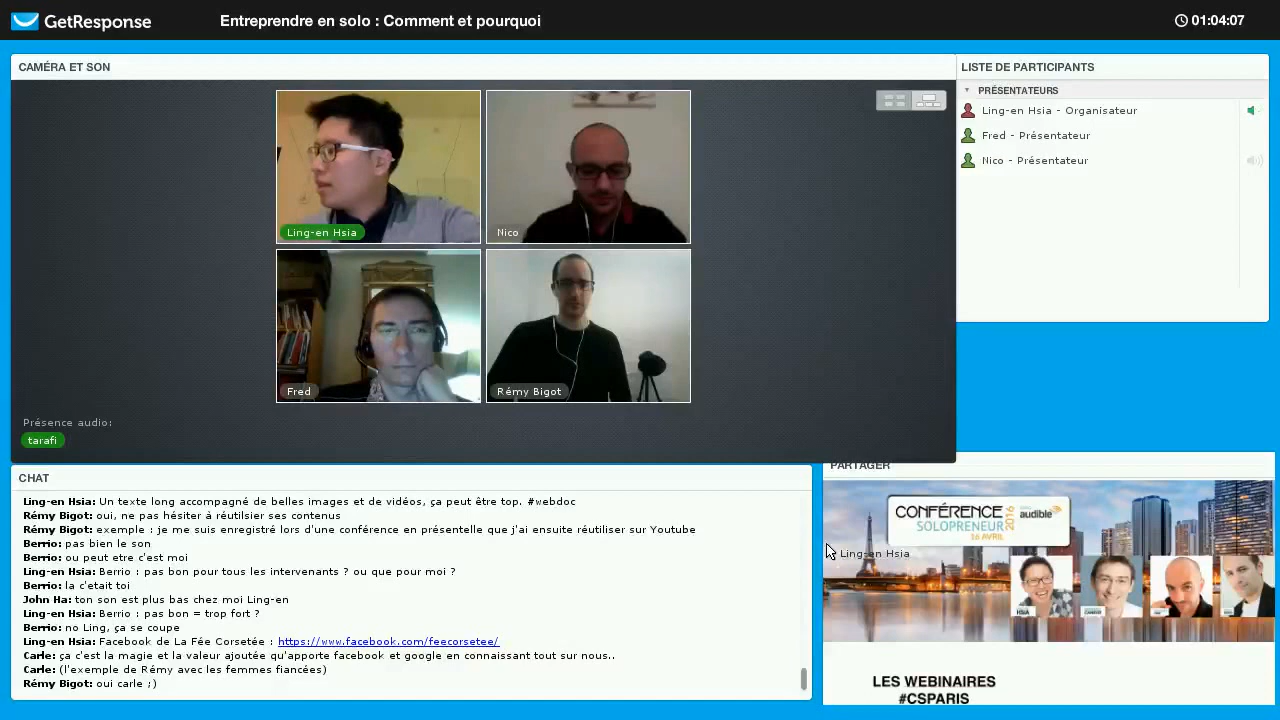 GetResponse
Entreprendre en solo : Comment et pourquoi
01:04:07
CAMÉRA ET SON
Ling-en Hsia
Nico
Fred
Rémy Bigot
Présence audio:
tarafi
LISTE DE PARTICIPANTS
PRÉSENTATEURS
Ling-en Hsia - Organisateur
Fred - Présentateur
Nico - Présentateur
CHAT
Ling-en Hsia: Un texte long accompagné de belles images et de vidéos, ça peut être top. #webdoc
Rémy Bigot: oui, ne pas hésiter à réutilsier ses contenus
Rémy Bigot: exemple : je me suis enregistré lors d'une conférence en présentelle que j'ai ensuite réutiliser sur Youtube
Berrio: pas bien le son
Berrio: ou peut etre c'est moi
Ling-en Hsia: Berrio : pas bon pour tous les intervenants ? ou que pour moi ?
Berrio: la c'etait toi
John Ha: ton son est plus bas chez moi Ling-en
Ling-en Hsia: Berrio : pas bon = trop fort ?
Berrio: no Ling, ça se coupe
Ling-en Hsia: Facebook de La Fée Corsetée : https://www.facebook.com/feecorsetee/
Carle: ça c'est la magie et la valeur ajoutée qu'apporte facebook et google en connaissant tout sur nous..
Carle: (l'exemple de Rémy avec les femmes fiancées)
Rémy Bigot: oui carle ;)
PARTAGER
CONFÉRENCE
SOLOPRENEUR
2016
16 AVRIL
audible
Ling-en Hsia
HSIA
LES WEBINAIRES
#CSPARIS